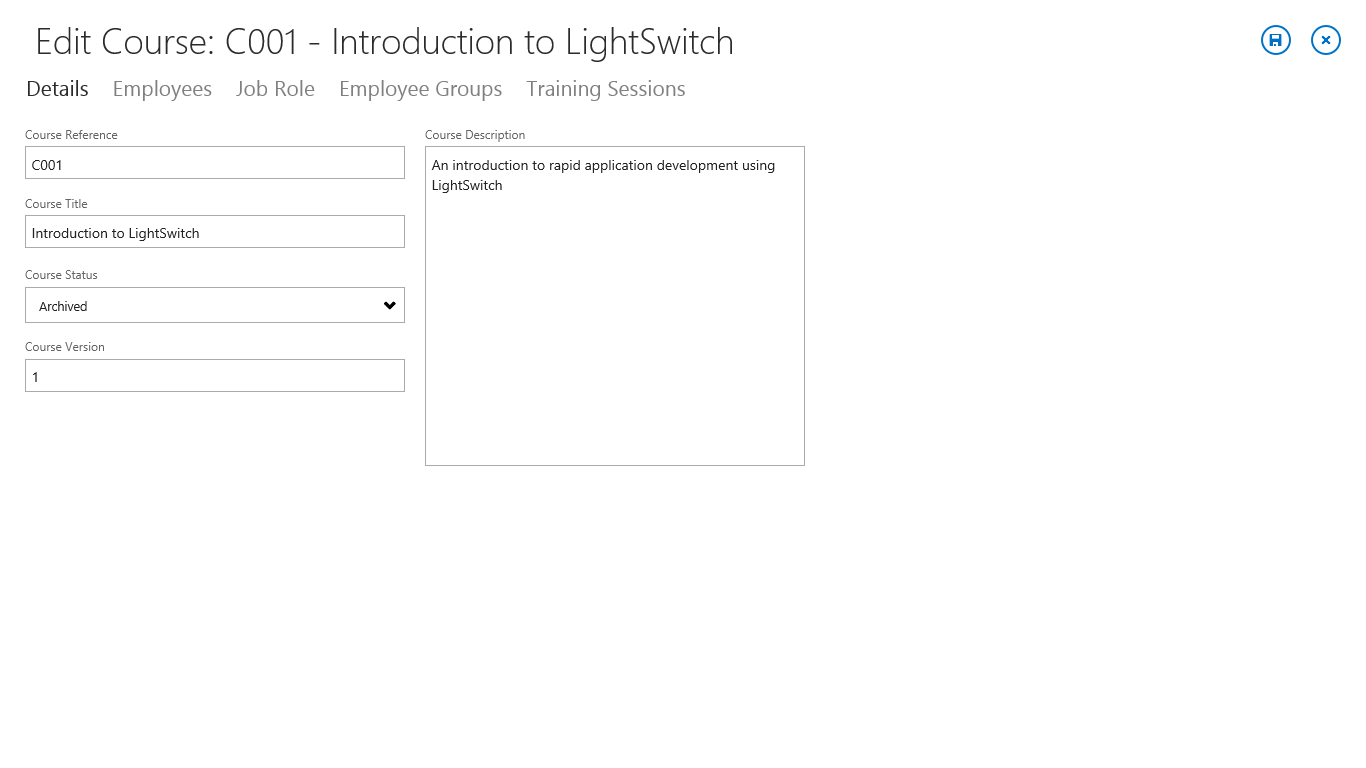 Edit Course: C001 - Introduction to LightSwitch
Details Employees Job Role Employee Groups Training Sessions
Course Reference
C001
Course Title
Introduction to LightSwitch
Course Status
Archived
Course Version
1
Course Description
An introduction to rapid application development using
LightSwitch